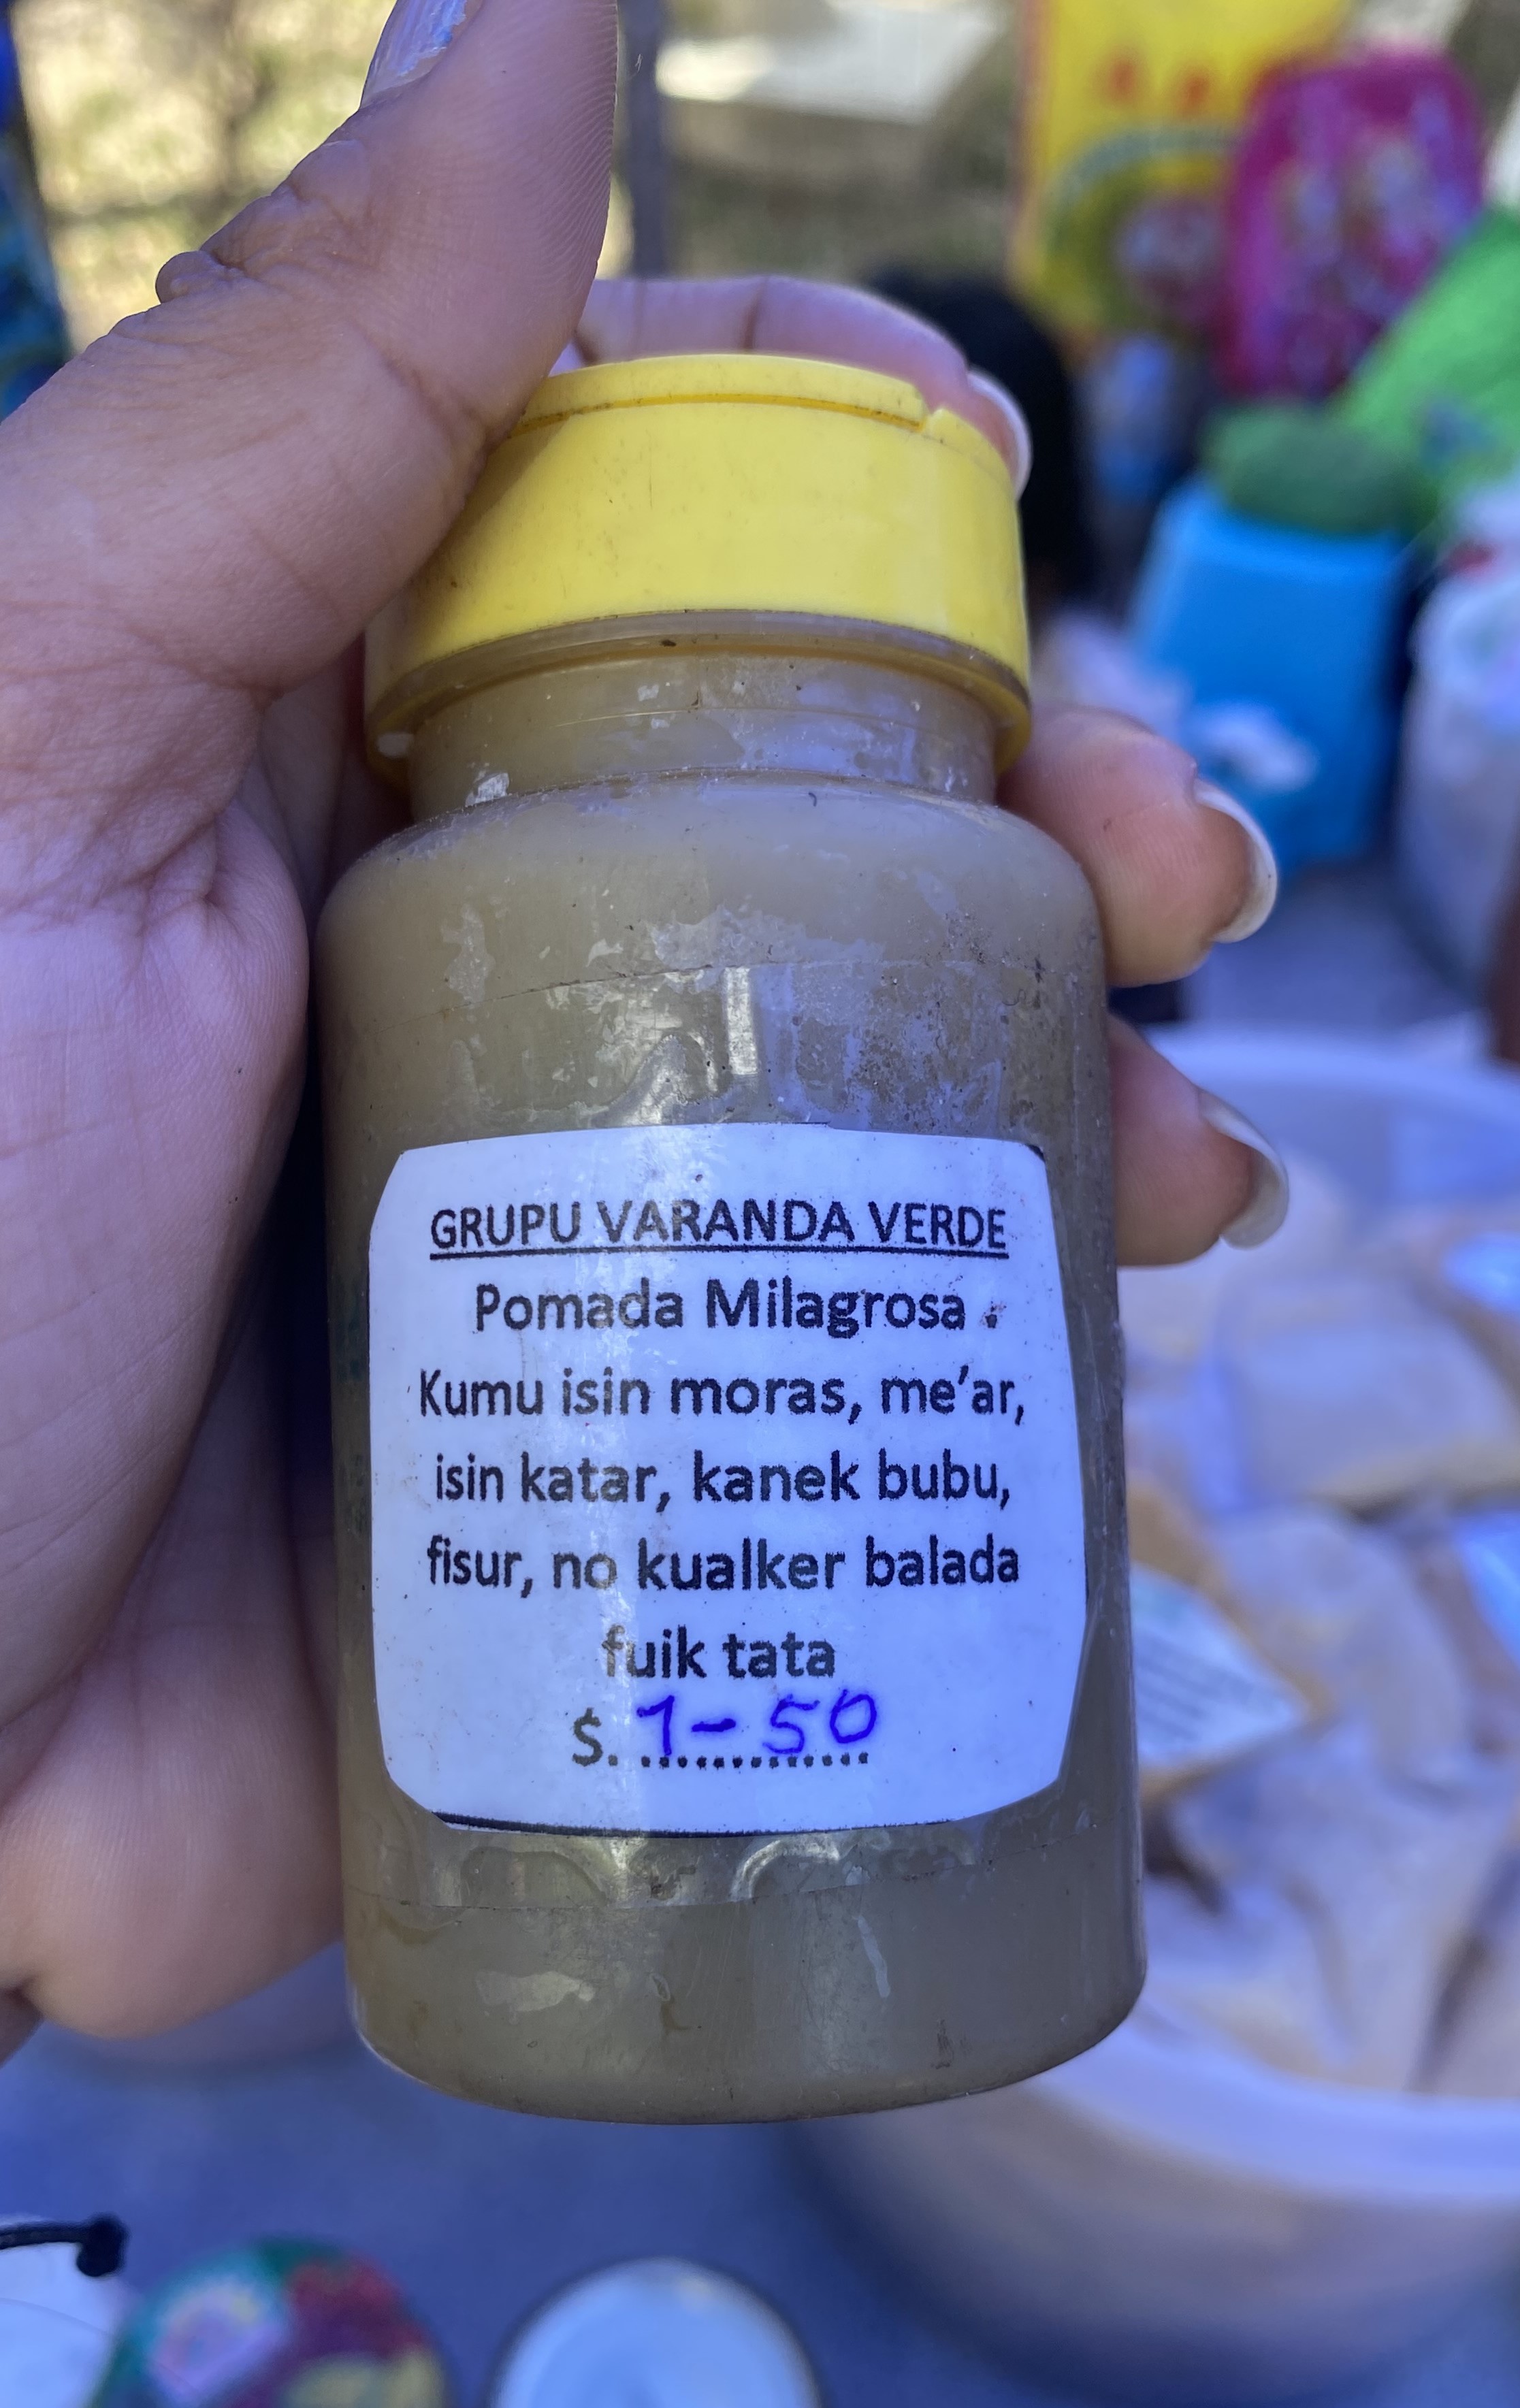 GRUPU VARANDA VERDE
Pomada Milagrosa .
Kumu isin moras, me'ar,
isin katar, kanek bubu,
fisur, no kualker balada
fuik tata
$. 1-50